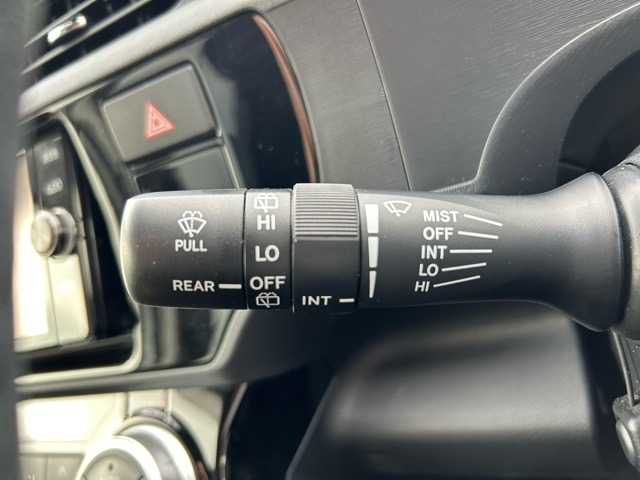 PULL
REAR
HI
LO
OFF
INT
MIST
OFF
INT
LO
HI